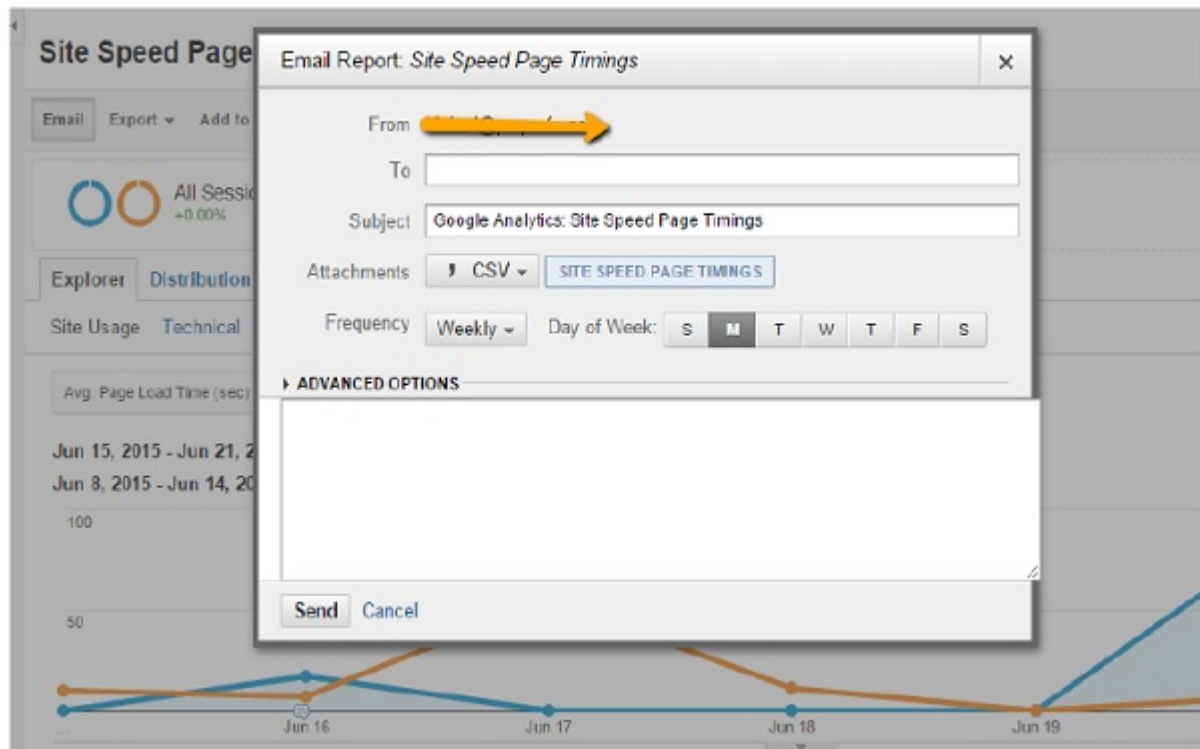 Site Speed Page
Email Report: Site Speed Page Timings
Email Export Add to
From
To
All Sessio
+0.00%
Subject Google Analytics: Site Speed Page Timings
Attachments CSV SITE SPEED PAGE TIMINGS
Explorer Distribution
Site Usage Technical
Frequency Weekly Day of Week: S M T W T F S
ADVANCED OPTIONS
Avg. Page Load Time (sec)
Jun 15, 2015 - Jun 21, 2
Jun 8, 2015 - Jun 14, 20
100
50
Send Cancel
Jun 16 Jun 17 Jun 18 Jun 19